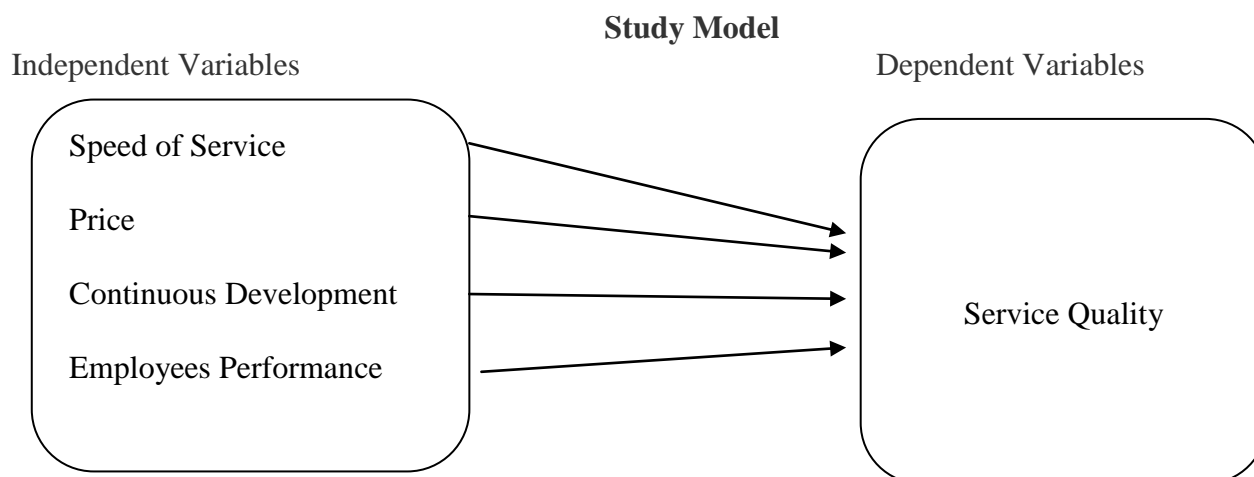 Study Model
Independent Variables
Dependent Variables
Speed of Service
Price
Continuous Development
Employees Performance
Service Quality